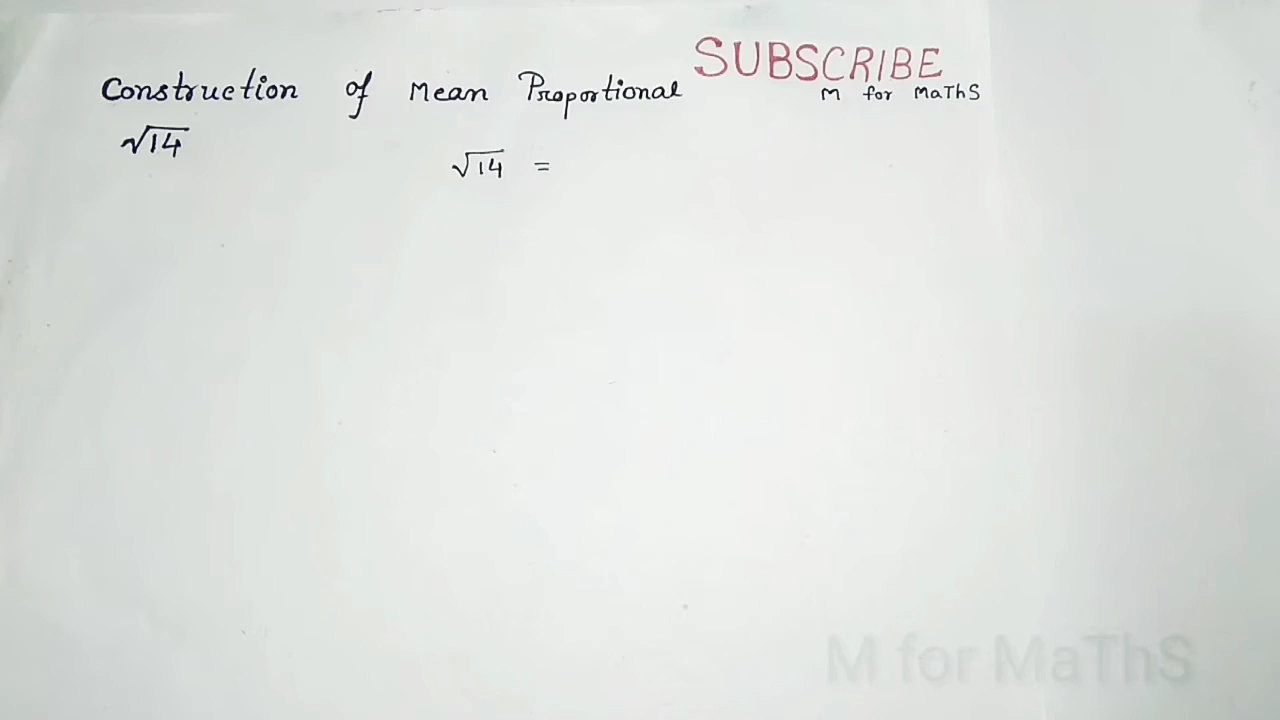 Construction of Mean Proportional
SUBSCRIBE
M for MaThS
√14
√14 =
M for MaThS